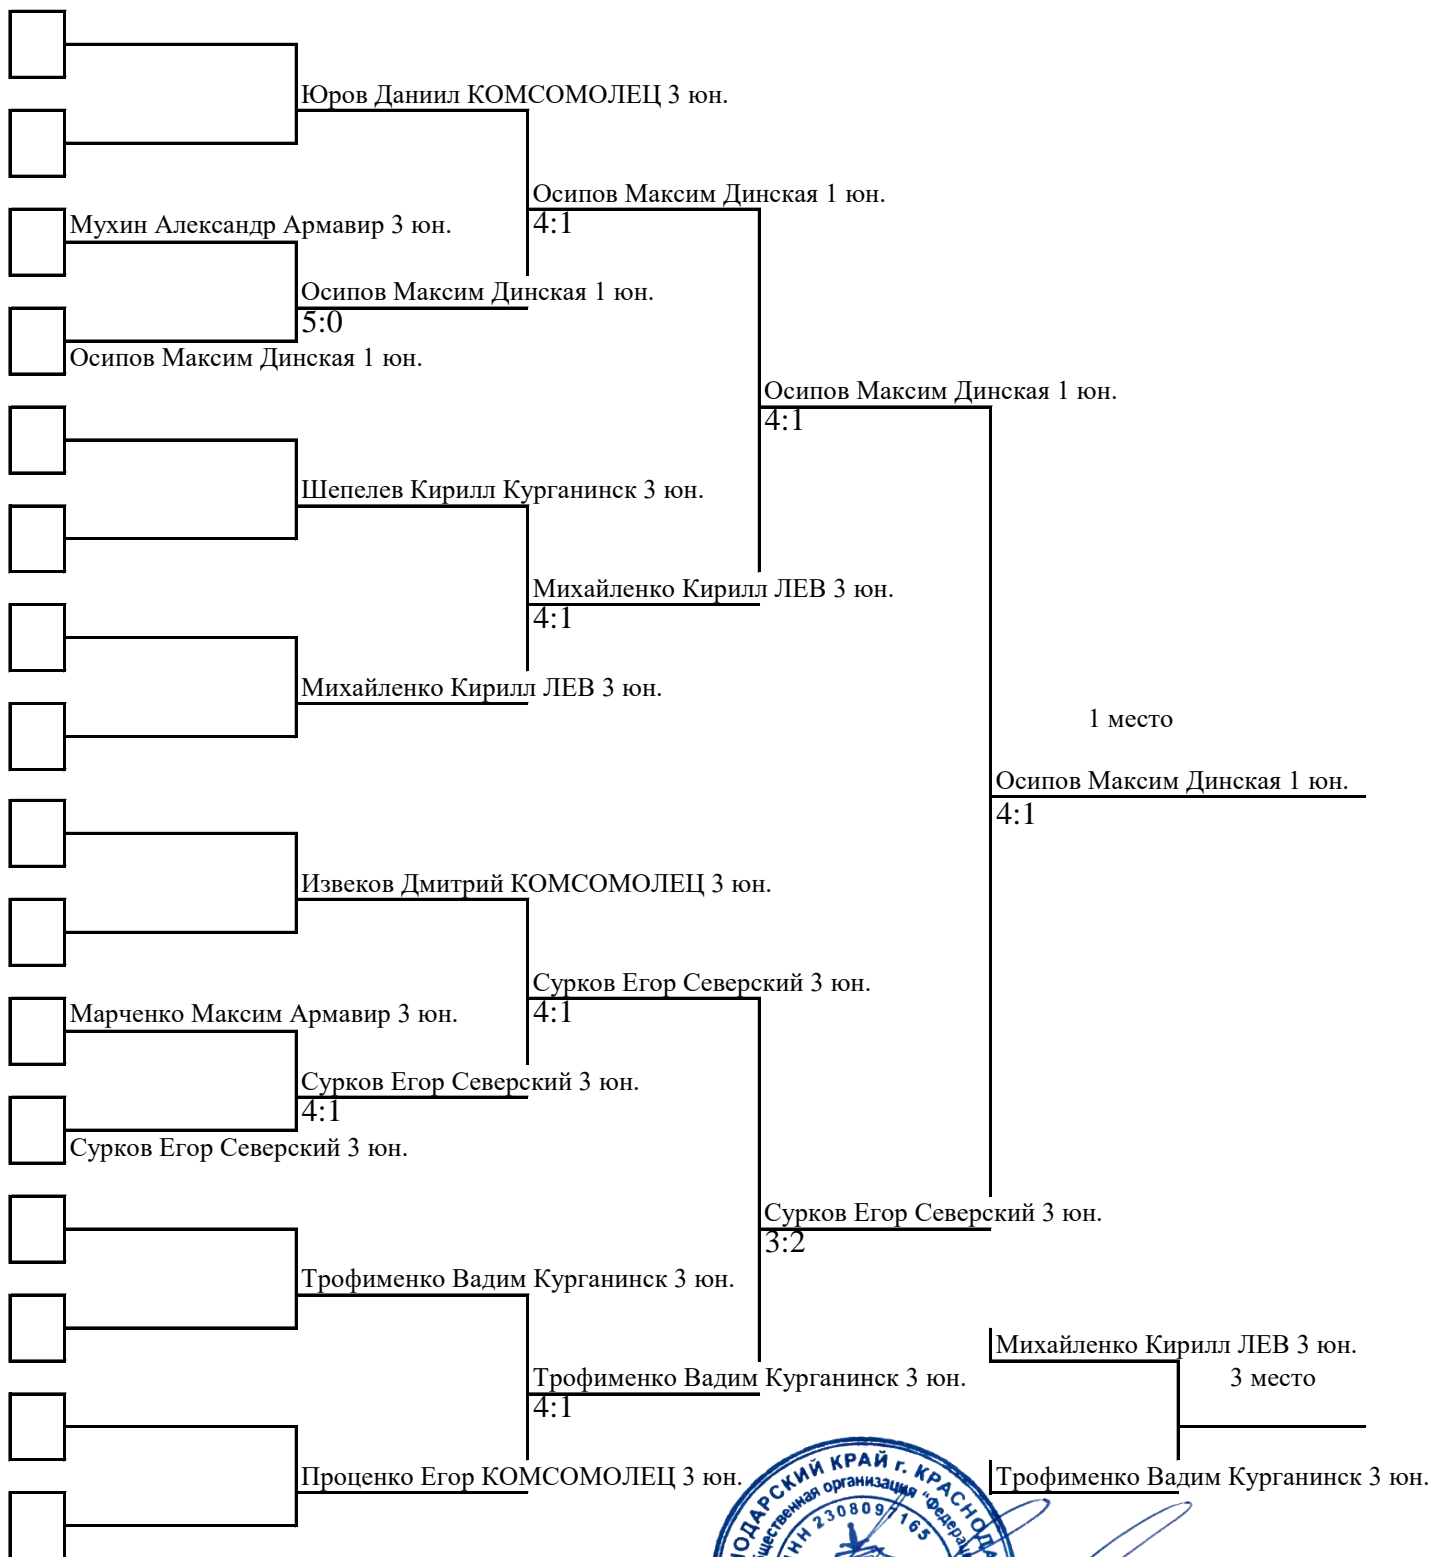 Юров Даниил КОМСОМОЛЕЦ 3 юн.
Осипов Максим Динская 1 юн.
4:1
Мухин Александр Армавир 3 юн.
Осипов Максим Динская 1 юн.
5:0
Осипов Максим Динская 1 юн.
Осипов Максим Динская 1 юн.
4:1
Шепелев Кирилл Курганинск 3 юн.
Михайленко Кирилл ЛЕВ 3 юн.
4:1
Михайленко Кирилл ЛЕВ 3 юн.
1 место
Осипов Максим Динская 1 юн.
4:1
Извеков Дмитрий КОМСОМОЛЕЦ 3 юн.
Сурков Егор Северский 3 юн.
4:1
Марченко Максим Армавир 3 юн.
Сурков Егор Северский 3 юн.
4:1
Сурков Егор Северский 3 юн.
Сурков Егор Северский 3 юн.
3:2
Трофименко Вадим Курганинск 3 юн.
Михайленко Кирилл ЛЕВ 3 юн.
3 место
Трофименко Вадим Курганинск 3 юн.
4:1
Проценко Егор КОМСОМОЛЕЦ 3 юн.
Трофименко Вадим Курганинск 3 юн.
КРАЙ г.
организация
ИНН 2308097165